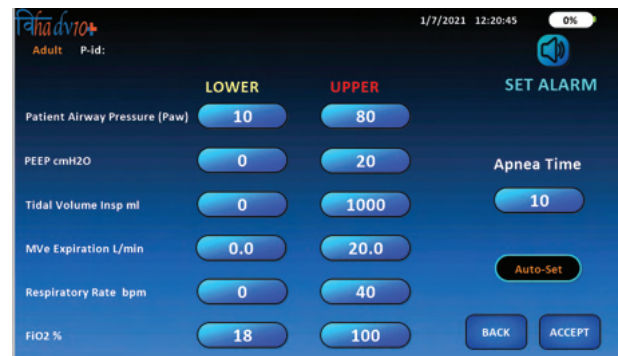 विहा dv10+ 1/7/2021 12:20:45 0%
Adult P-id:
SET ALARM
LOWER UPPER
Patient Airway Pressure (Paw) 10 80
PEEP cmH2O 0 20
Apnea Time
Tidal Volume Insp ml 0 1000 10
MVe Expiration L/min 0.0 20.0
Auto-Set
Respiratory Rate bpm 0 40
FiO2 % 18 100
BACK ACCEPT